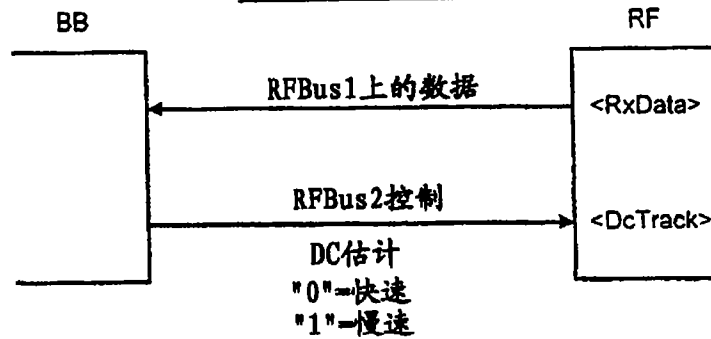 BB
RF
RFBus1上的数据
<RxData>
RFBus2控制
<DcTrack>
DC估计
"0"=快速
"1"=慢速